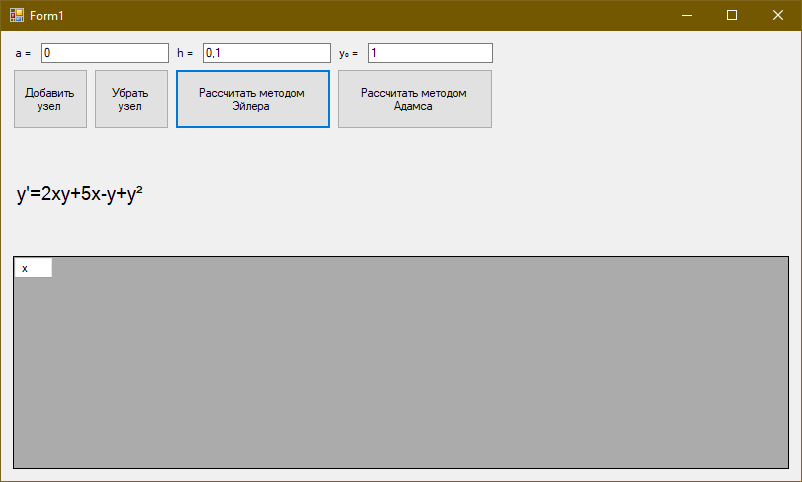 Form1
a = 0 h = 0,1 y₀ = 1
Добавить узел
Убрать узел
Рассчитать методом Эйлера
Рассчитать методом Адамса
y'=2xy+5x-y+y²
x